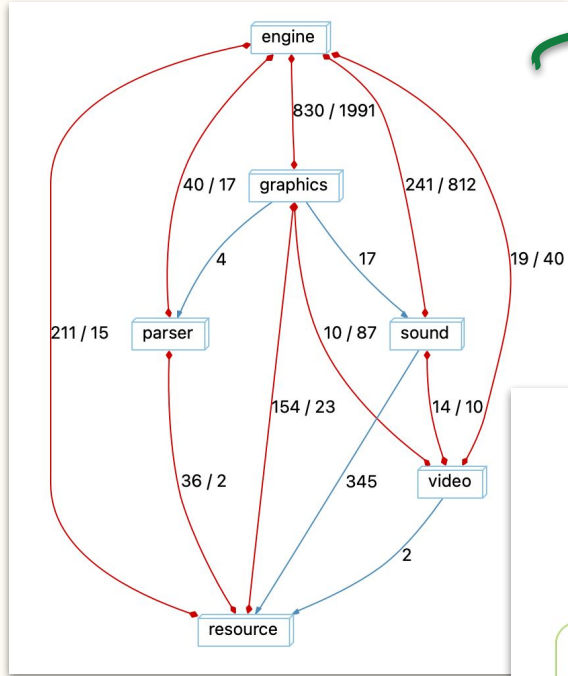 engine
830 / 1991
graphics
40 / 17
241 / 812
4
17
19 / 40
211 / 15
parser
10 / 87
sound
154 / 23
14 / 10
36 / 2
345
video
2
resource